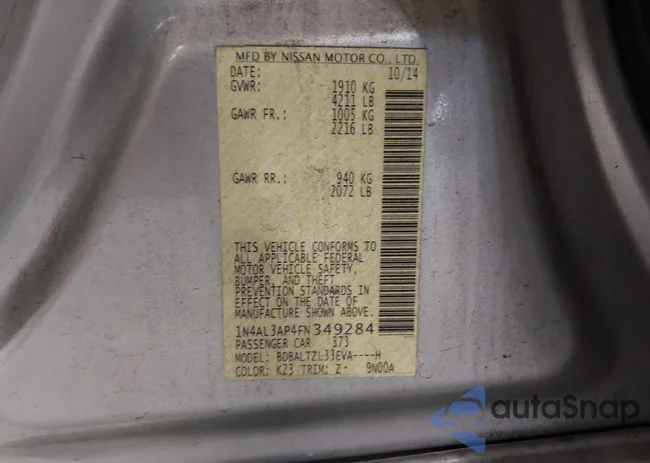 MFD BY NISSAN MOTOR CO., LTD.
DATE: 10/14
GVWR: 1910 KG
4211 LB
GAWR FR.: 1005 KG
2216 LB
GAWR RR.: 940 KG
2072 LB
THIS VEHICLE CONFORMS TO
ALL APPLICABLE FEDERAL
MOTOR VEHICLE SAFETY,
BUMPER, AND THEFT
PREVENTION STANDARDS IN
EFFECT ON THE DATE OF
MANUFACTURE SHOWN ABOVE.
1N4AL3AP4FN349284
PASSENGER CAR 373
MODEL: BDBALTZL33EVA----H
COLOR: KZ3 TRIM: Z- 9N00A
autoSnap